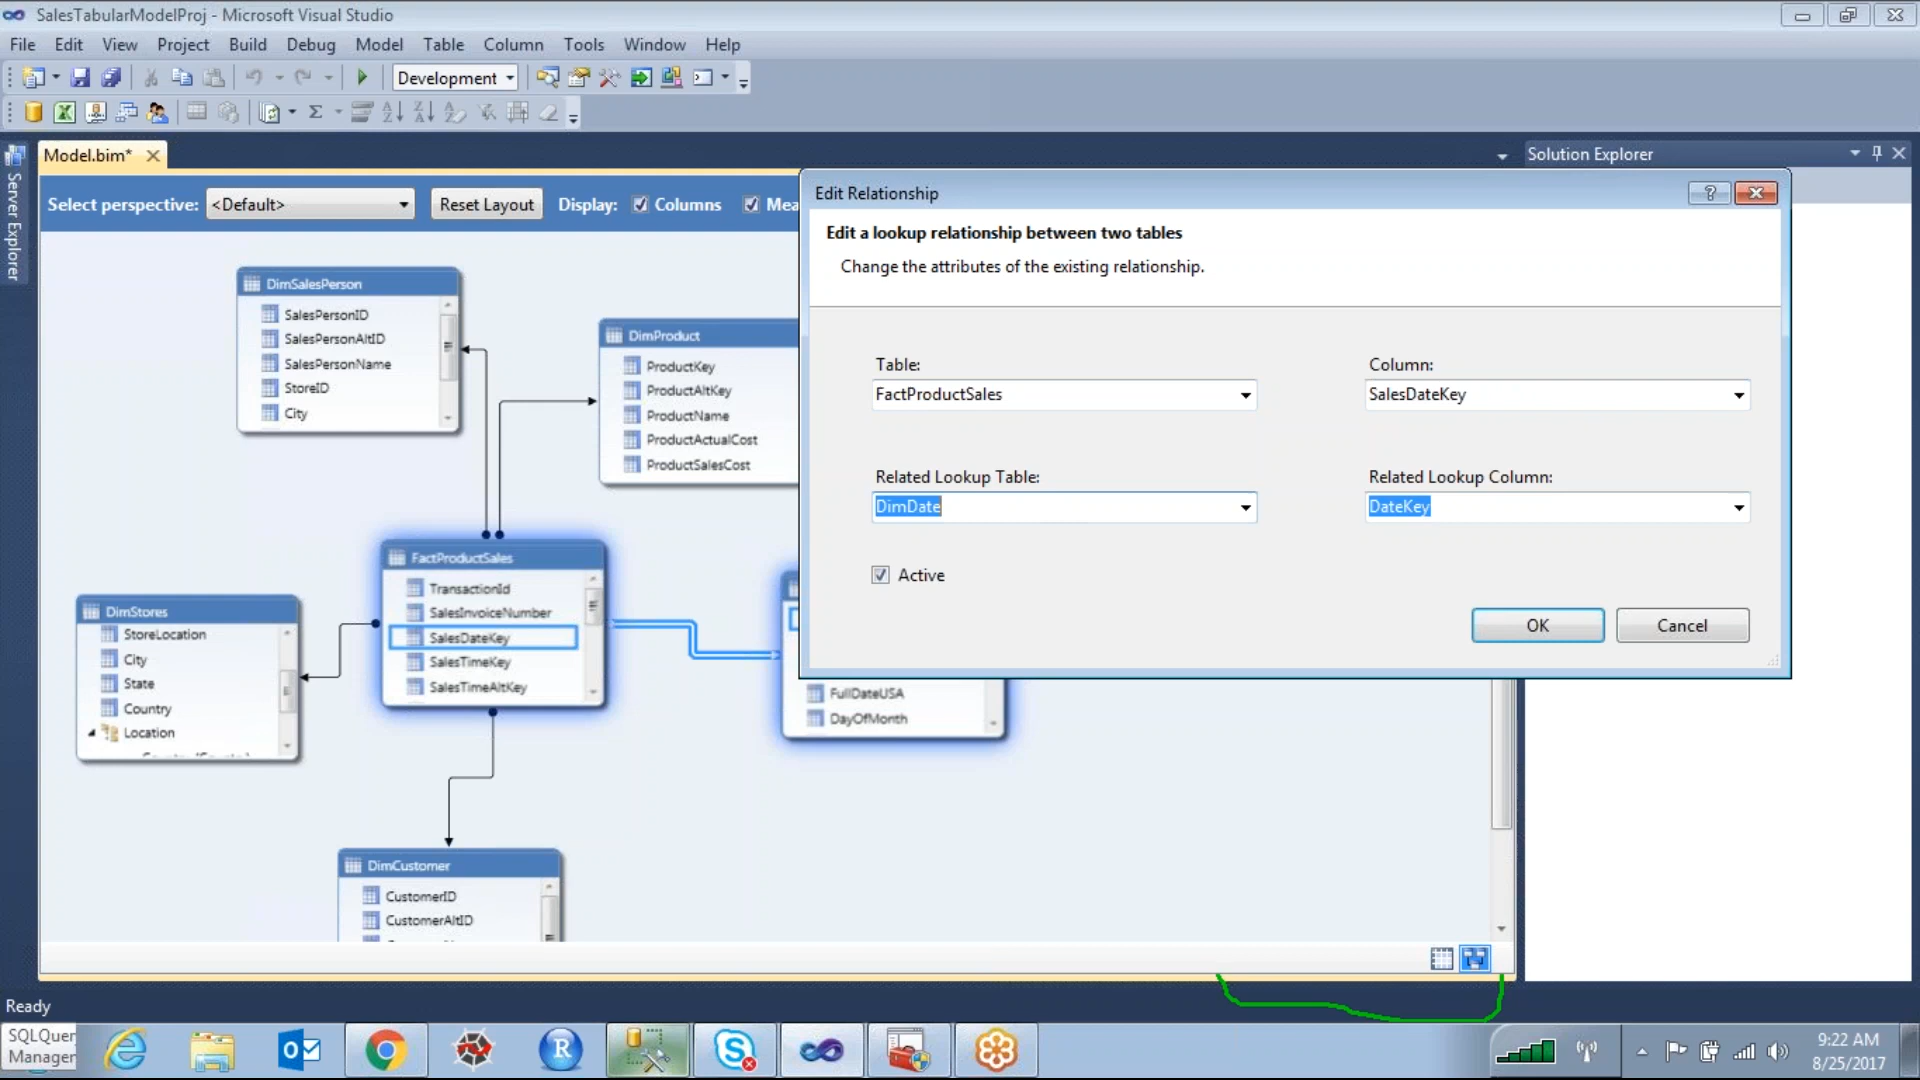 SalesTabularModelProj - Microsoft Visual Studio
File Edit View Project Build Debug Model Table Column Tools Window Help
Development
Server Explorer
Model.bim*
Solution Explorer
Select perspective: <Default> Reset Layout Display: Columns Mea
Edit Relationship
Edit a lookup relationship between two tables
Change the attributes of the existing relationship.
Table:
FactProductSales
Column:
SalesDateKey
Related Lookup Table:
DimDate
Related Lookup Column:
DateKey
Active
OK Cancel
DimSalesPerson
SalesPersonID
SalesPersonAltID
SalesPersonName
StoreID
City
DimProduct
ProductKey
ProductAltKey
ProductName
ProductActualCost
ProductSalesCost
FactProductSales
TransactionId
SalesInvoiceNumber
SalesDateKey
SalesTimeKey
SalesTimeAltKey
DimStores
StoreLocation
City
State
Country
Location
FullDateUSA
DayOfMonth
DimCustomer
CustomerID
CustomerAltID
Ready
SQLQuer
Manager
9:22 AM
8/25/2017